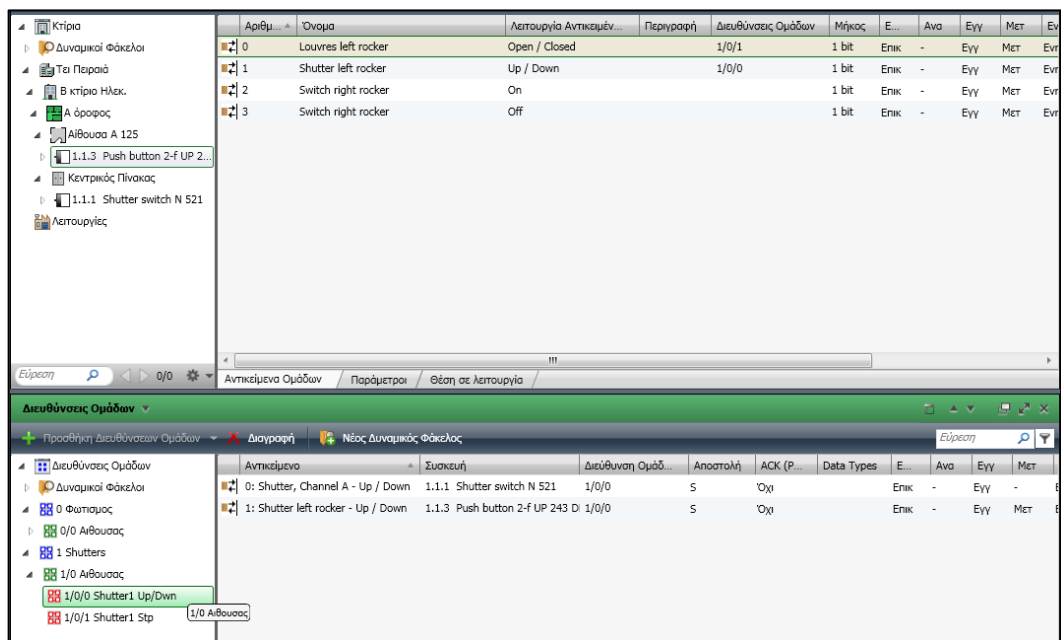 Κτίρια
Δυναμικοί Φάκελοι
Τει Πειραιά
Β κτίριο Ηλεκ.
Α όροφος
Αίθουσα Α 125
1.1.3 Push button 2-f UP 2...
Κεντρικός Πίνακας
1.1.1 Shutter switch N 521
Λειτουργίες
Εύρεση 0/0
Αριθμ... Όνομα Λειτουργία Αντικειμέν... Περιγραφή Διευθύνσεις Ομάδων Μήκος Ε... Ανα Εγγ Μετ Εν
0 Louvres left rocker Open / Closed 1/0/1 1 bit Επικ - Εγγ Μετ Ενη
1 Shutter left rocker Up / Down 1/0/0 1 bit Επικ - Εγγ Μετ Ενη
2 Switch right rocker On 1 bit Επικ - Εγγ Μετ Ενη
3 Switch right rocker Off 1 bit Επικ - Εγγ Μετ Ενη
Αντικείμενα Ομάδων Παράμετροι Θέση σε λειτουργία
Διευθύνσεις Ομάδων
Προσθήκη Διευθύνσεων Ομάδων Διαγραφή Νέος Δυναμικός Φάκελος Εύρεση
Διευθύνσεις Ομάδων
Δυναμικοί Φάκελοι
0 Φωτισμος
0/0 Αιθουσας
1 Shutters
1/0 Αιθουσας
1/0/0 Shutter1 Up/Dwn
1/0 Αιθουσας
1/0/1 Shutter1 Stp
Αντικείμενο Συσκευή Διεύθυνση Ομάδ... Αποστολή ACK (P... Data Types Ε... Ανα Εγγ Μετ
0: Shutter, Channel A - Up / Down 1.1.1 Shutter switch N 521 1/0/0 S Όχι Επικ - Εγγ -
1: Shutter left rocker - Up / Down 1.1.3 Push button 2-f UP 243 D 1/0/0 S Όχι Επικ - Εγγ Μετ